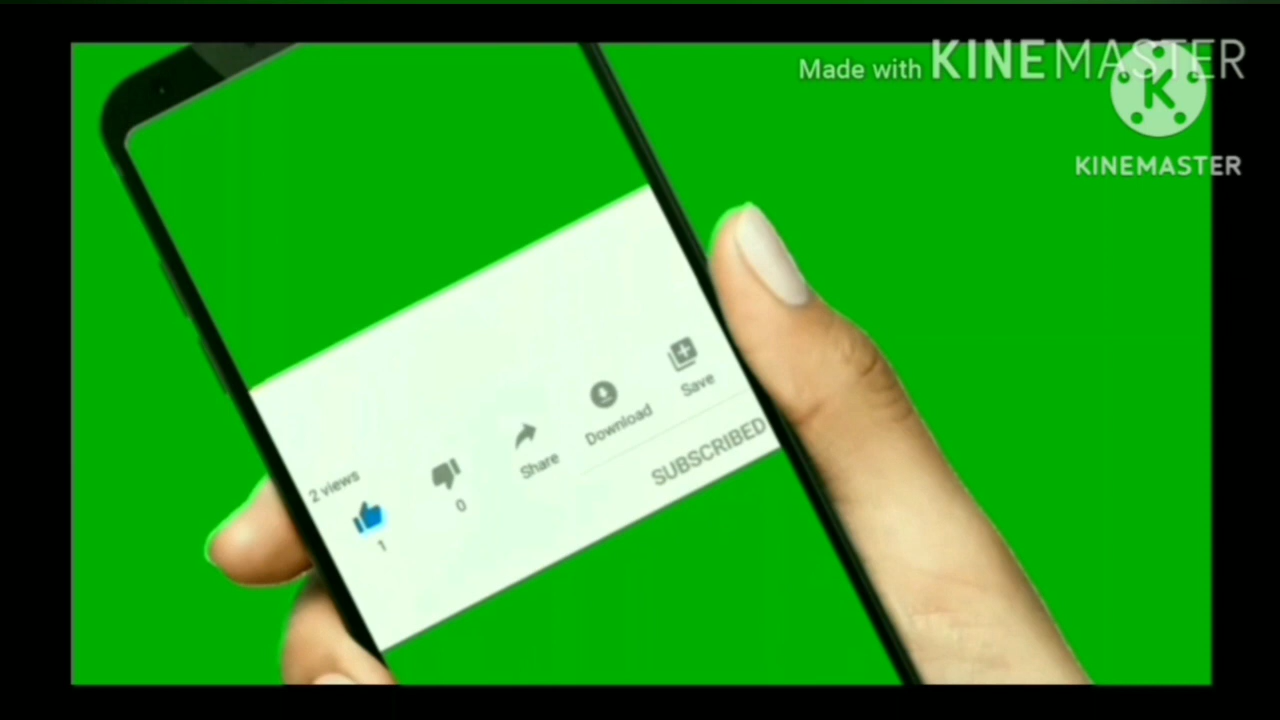 Made with KINEMASTER
K
KINEMASTER
2 views
1
0
Share
Download
Save
SUBSCRIBED